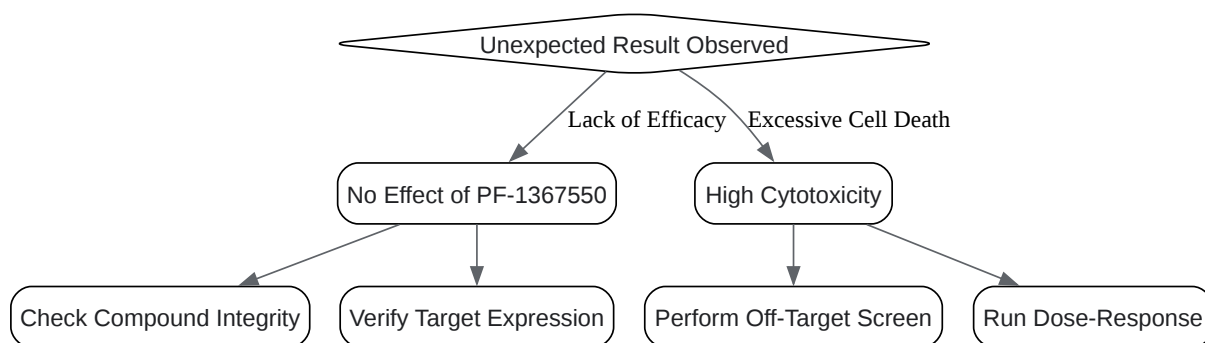 Unexpected Result Observed
Lack of Efficacy
Excessive Cell Death
No Effect of PF-1367550
High Cytotoxicity
Check Compound Integrity
Verify Target Expression
Perform Off-Target Screen
Run Dose-Response